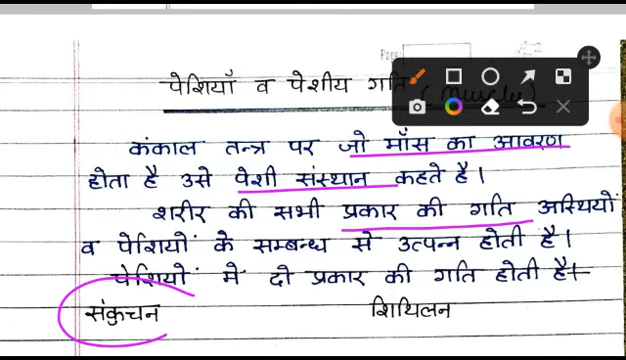 पेशियाँ व पेशीय गति (
कंकाल तन्त्र पर जो माँस का आवरण
होता है उसे पेशी संस्थान कहते है।
शरीर की सभी प्रकार की गति अस्थियों
व पेशियों के सम्बन्ध से उत्पन्न होती है।
पेशियों मे दो प्रकार की गति होती है।
संकुचन शिथिलन